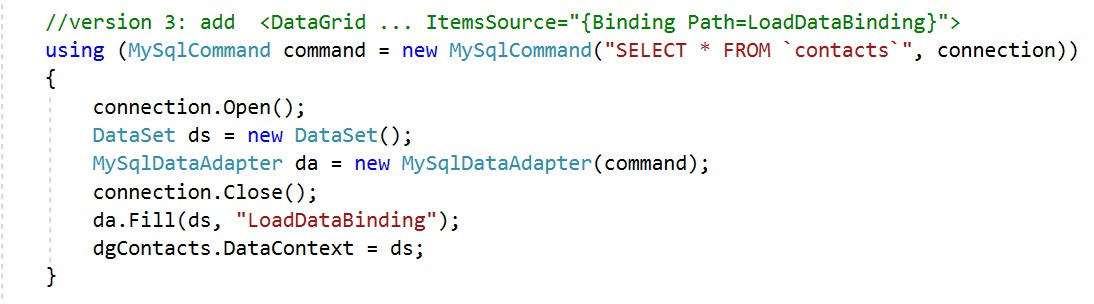 //version 3: add  <DataGrid ... ItemsSource="{Binding Path=LoadDataBinding}">
using (MySqlCommand command = new MySqlCommand("SELECT * FROM `contacts`", connection))
{
    connection.Open();
    DataSet ds = new DataSet();
    MySqlDataAdapter da = new MySqlDataAdapter(command);
    connection.Close();
    da.Fill(ds, "LoadDataBinding");
    dgContacts.DataContext = ds;
}